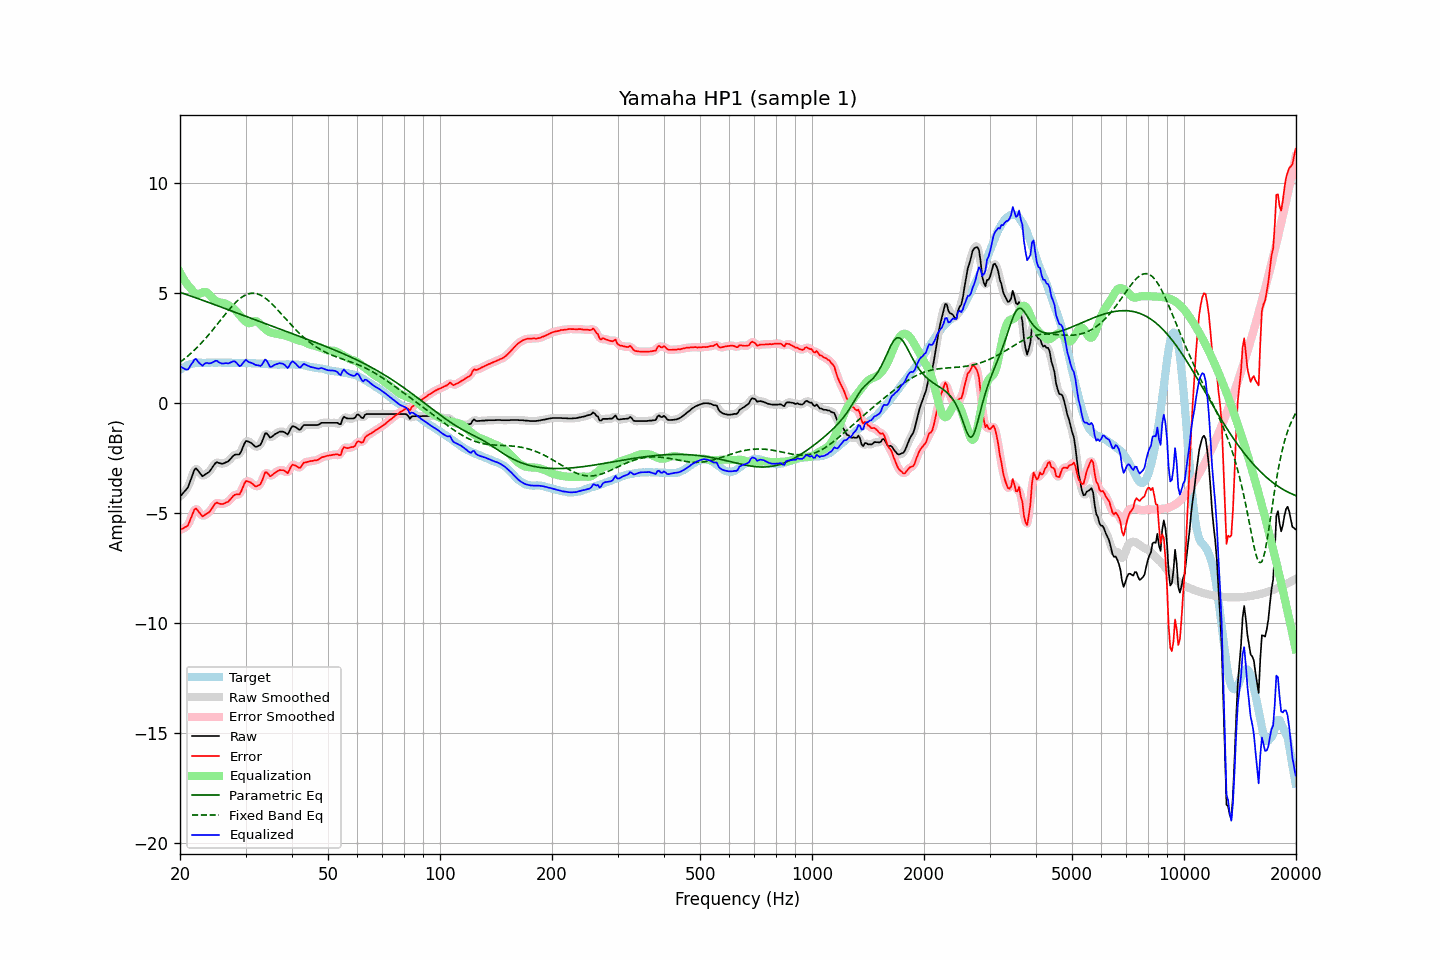 Yamaha HP1 (sample 1)
Amplitude (dBr)
10
5
0
−5
−10
−15
−20
Target
Raw Smoothed
Error Smoothed
Raw
Error
Equalization
Parametric Eq
Fixed Band Eq
Equalized
20 50 100 200 500 1000 2000 5000 10000 20000
Frequency (Hz)